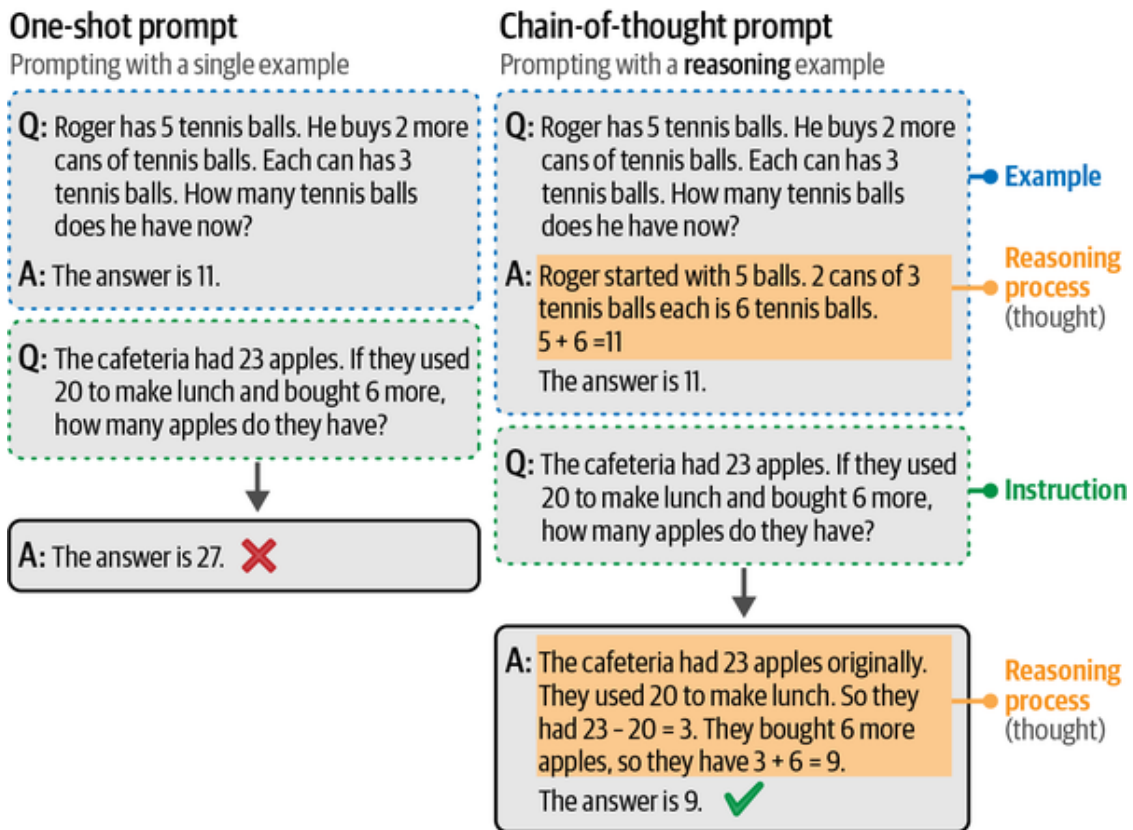 One-shot prompt
Prompting with a single example
Q: Roger has 5 tennis balls. He buys 2 more
cans of tennis balls. Each can has 3
tennis balls. How many tennis balls
does he have now?
A: The answer is 11.
Q: The cafeteria had 23 apples. If they used
20 to make lunch and bought 6 more,
how many apples do they have?
A: The answer is 27.
Chain-of-thought prompt
Prompting with a reasoning example
Q: Roger has 5 tennis balls. He buys 2 more
cans of tennis balls. Each can has 3
tennis balls. How many tennis balls
does he have now?
Example
A: Roger started with 5 balls. 2 cans of 3
tennis balls each is 6 tennis balls.
5 + 6 =11
The answer is 11.
Reasoning
process
(thought)
Q: The cafeteria had 23 apples. If they used
20 to make lunch and bought 6 more,
how many apples do they have?
Instruction
A: The cafeteria had 23 apples originally.
They used 20 to make lunch. So they
had 23 – 20 = 3. They bought 6 more
apples, so they have 3 + 6 = 9.
The answer is 9.
Reasoning
process
(thought)